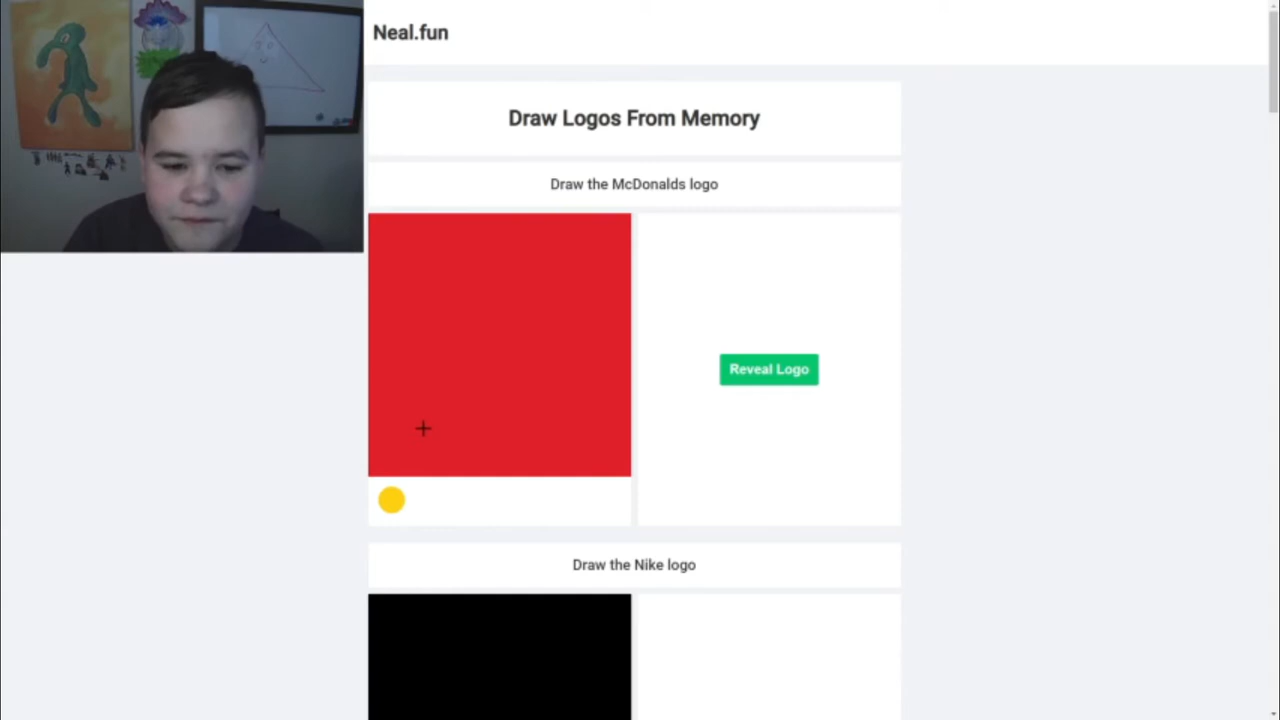 Neal.fun
Draw Logos From Memory
Draw the McDonalds logo
Reveal Logo
Draw the Nike logo